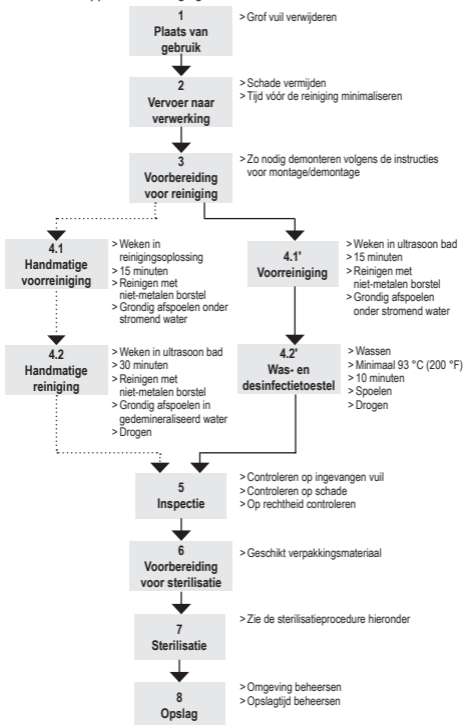 1
Plaats van
gebruik
> Grof vuil verwijderen
2
Vervoer naar
verwerking
> Schade vermijden
> Tijd vóór de reiniging minimaliseren
3
Voorbereiding
voor reiniging
> Zo nodig demonteren volgens de instructies
voor montage/demontage
4.1
Handmatige
voorreiniging
> Weken in
reinigingsoplossing
> 15 minuten
> Reinigen met
niet-metalen borstel
> Grondig afspoelen onder
stromend water
4.1'
Voorreiniging
> Weken in ultrasoon bad
> 15 minuten
> Reinigen met
niet-metalen borstel
> Grondig afspoelen
onder stromend water
4.2
Handmatige
reiniging
> Weken in ultrasoon bad
> 30 minuten
> Reinigen met
niet-metalen borstel
> Grondig afspoelen in
gedemineraliseerd water
> Drogen
4.2'
Was- en
desinfectietoestel
> Wassen
> Minimaal 93 °C (200 °F)
> 10 minuten
> Spoelen
> Drogen
5
Inspectie
> Controleren op ingevangen vuil
> Controleren op schade
> Op rechtheid controleren
6
Voorbereiding
voor sterilisatie
> Geschikt verpakkingsmateriaal
7
Sterilisatie
> Zie de sterilisatieprocedure hieronder
8
Opslag
> Omgeving beheersen
> Opslagtijd beheersen